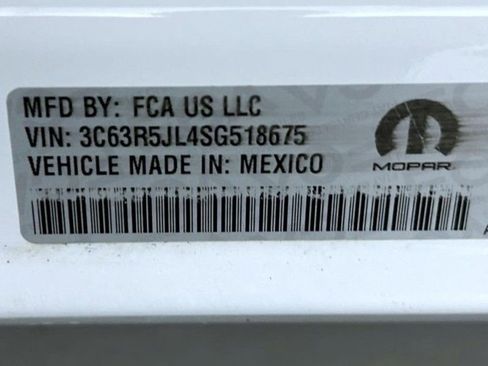 MFD BY: FCA US LLC
VIN: 3C63R5JL4SG518675
VEHICLE MADE IN: MEXICO
MOPAR